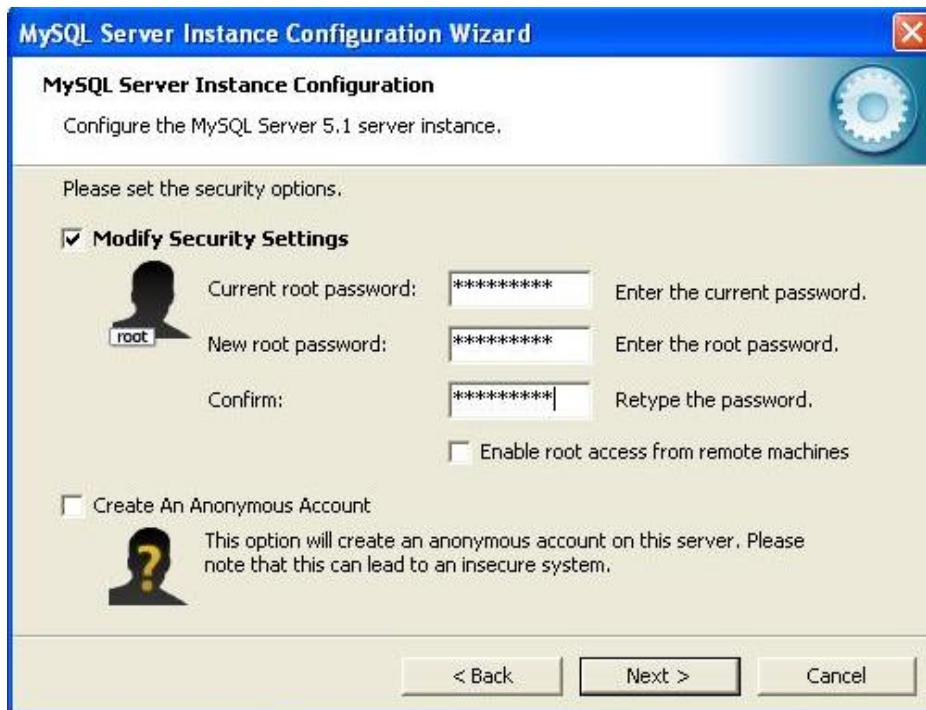 MySQL Server Instance Configuration Wizard
MySQL Server Instance Configuration
Configure the MySQL Server 5.1 server instance.
Please set the security options.
Modify Security Settings
root
Current root password: ********* Enter the current password.
New root password: ********* Enter the root password.
Confirm: ********* Retype the password.
Enable root access from remote machines
Create An Anonymous Account
?
This option will create an anonymous account on this server. Please
note that this can lead to an insecure system.
< Back Next > Cancel